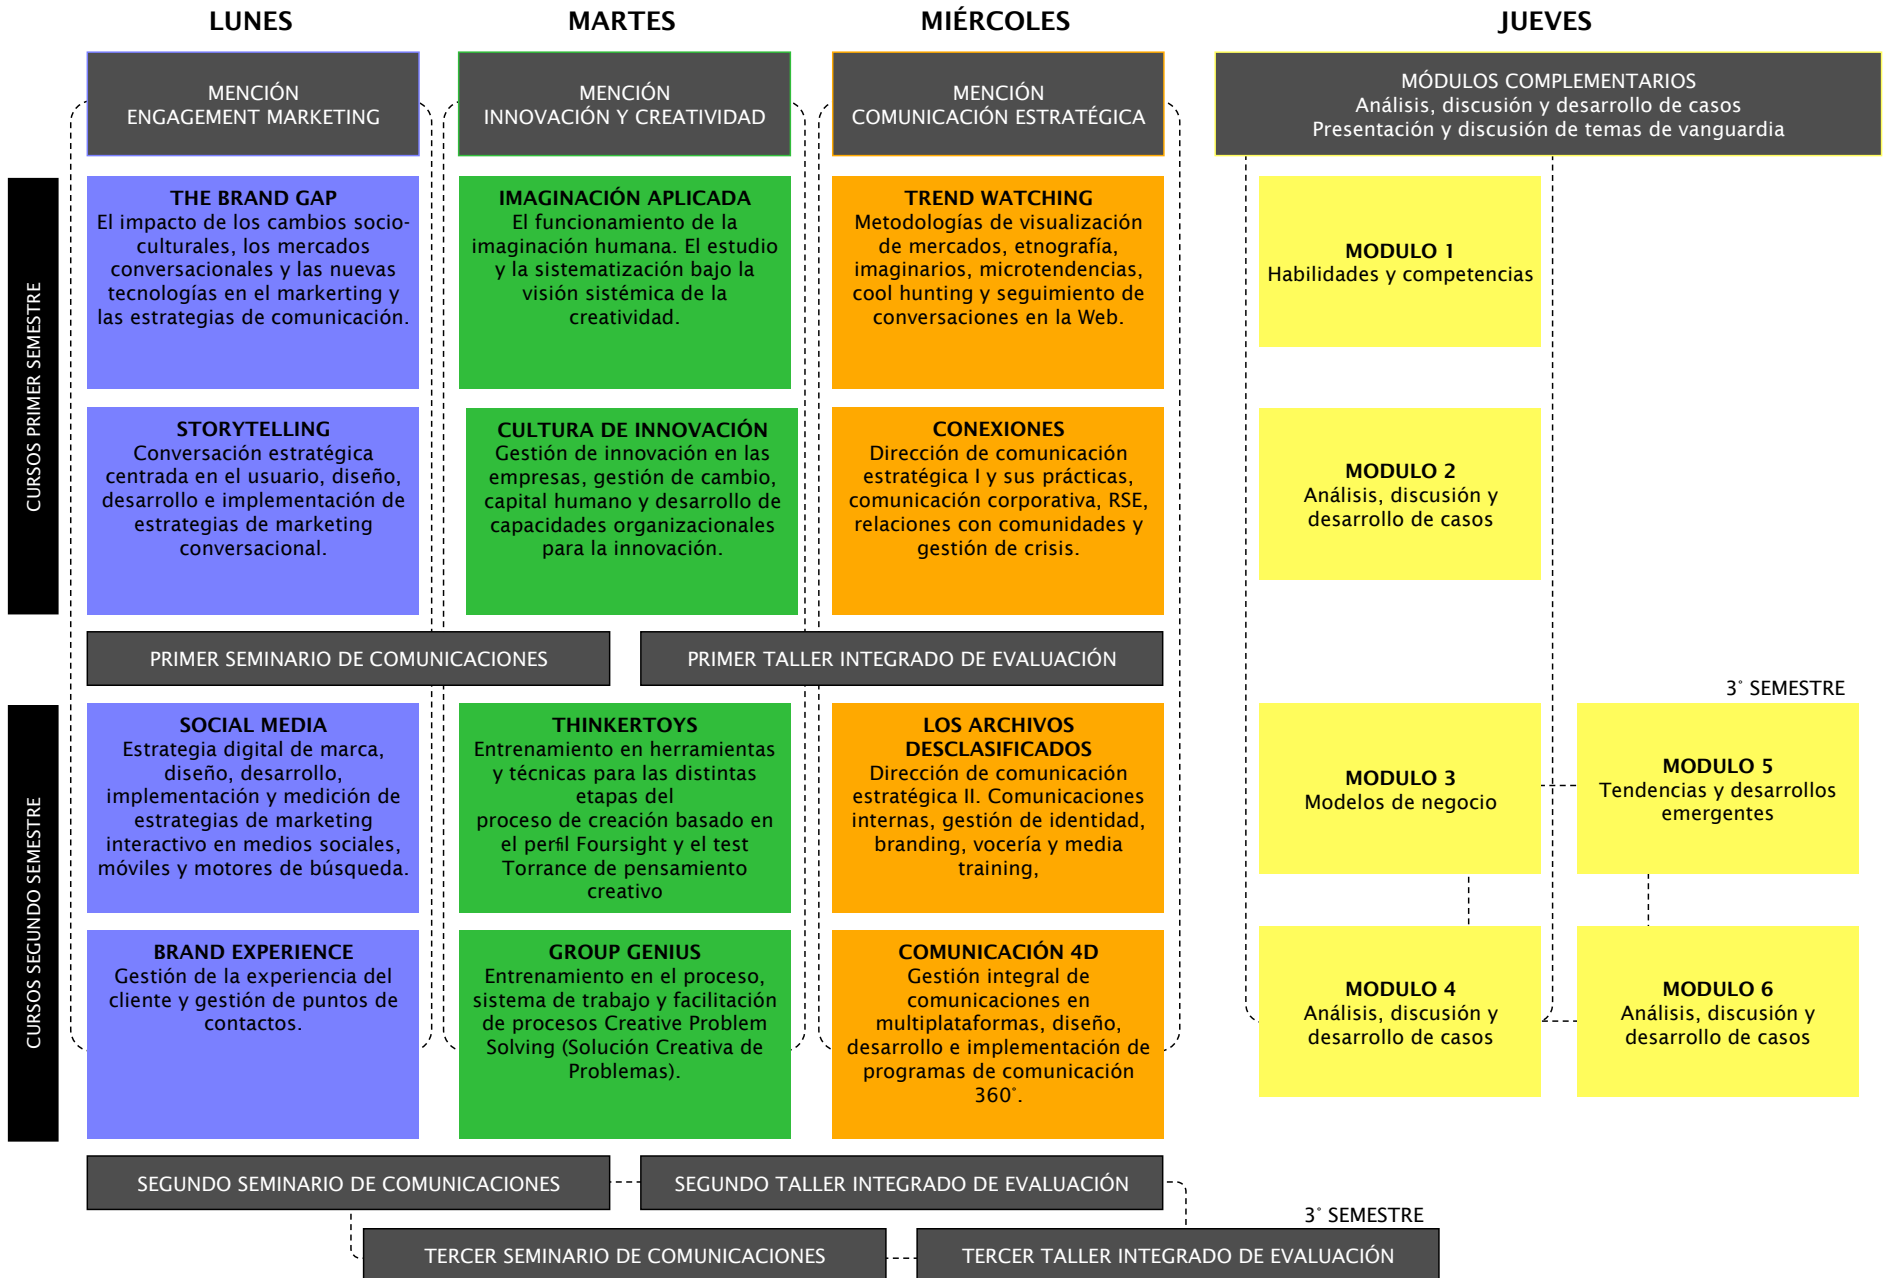 LUNES
MARTES
MIÉRCOLES
JUEVES
MENCIÓN
ENGAGEMENT MARKETING
MENCIÓN
INNOVACIÓN Y CREATIVIDAD
MENCIÓN
COMUNICACIÓN ESTRATÉGICA
MÓDULOS COMPLEMENTARIOS
Análisis, discusión y desarrollo de casos
Presentación y discusión de temas de vanguardia
CURSOS PRIMER SEMESTRE
THE BRAND GAP
El impacto de los cambios socio-
culturales, los mercados
conversacionales y las nuevas
tecnologías en el markerting y
las estrategias de comunicación.
IMAGINACIÓN APLICADA
El funcionamiento de la
imaginación humana. El estudio
y la sistematización bajo la
visión sistémica de la
creatividad.
TREND WATCHING
Metodologías de visualización
de mercados, etnografía,
imaginarios, microtendencias,
cool hunting y seguimiento de
conversaciones en la Web.
MODULO 1
Habilidades y competencias
STORYTELLING
Conversación estratégica
centrada en el usuario, diseño,
desarrollo e implementación de
estrategias de marketing
conversacional.
CULTURA DE INNOVACIÓN
Gestión de innovación en las
empresas, gestión de cambio,
capital humano y desarrollo de
capacidades organizacionales
para la innovación.
CONEXIONES
Dirección de comunicación
estratégica I y sus prácticas,
comunicación corporativa, RSE,
relaciones con comunidades y
gestión de crisis.
MODULO 2
Análisis, discusión y
desarrollo de casos
PRIMER SEMINARIO DE COMUNICACIONES
PRIMER TALLER INTEGRADO DE EVALUACIÓN
3° SEMESTRE
CURSOS SEGUNDO SEMESTRE
SOCIAL MEDIA
Estrategia digital de marca,
diseño, desarrollo,
implementación y medición de
estrategias de marketing
interactivo en medios sociales,
móviles y motores de búsqueda.
THINKERTOYS
Entrenamiento en herramientas
y técnicas para las distintas
etapas del
proceso de creación basado en
el perfil Foursight y el test
Torrance de pensamiento
creativo
LOS ARCHIVOS
DESCLASIFICADOS
Dirección de comunicación
estratégica II. Comunicaciones
internas, gestión de identidad,
branding, vocería y media
training,
MODULO 3
Modelos de negocio
MODULO 5
Tendencias y desarrollos
emergentes
BRAND EXPERIENCE
Gestión de la experiencia del
cliente y gestión de puntos de
contactos.
GROUP GENIUS
Entrenamiento en el proceso,
sistema de trabajo y facilitación
de procesos Creative Problem
Solving (Solución Creativa de
Problemas).
COMUNICACIÓN 4D
Gestión integral de
comunicaciones en
multiplataformas, diseño,
desarrollo e implementación de
programas de comunicación
360°.
MODULO 4
Análisis, discusión y
desarrollo de casos
MODULO 6
Análisis, discusión y
desarrollo de casos
SEGUNDO SEMINARIO DE COMUNICACIONES
SEGUNDO TALLER INTEGRADO DE EVALUACIÓN
3° SEMESTRE
TERCER SEMINARIO DE COMUNICACIONES
TERCER TALLER INTEGRADO DE EVALUACIÓN